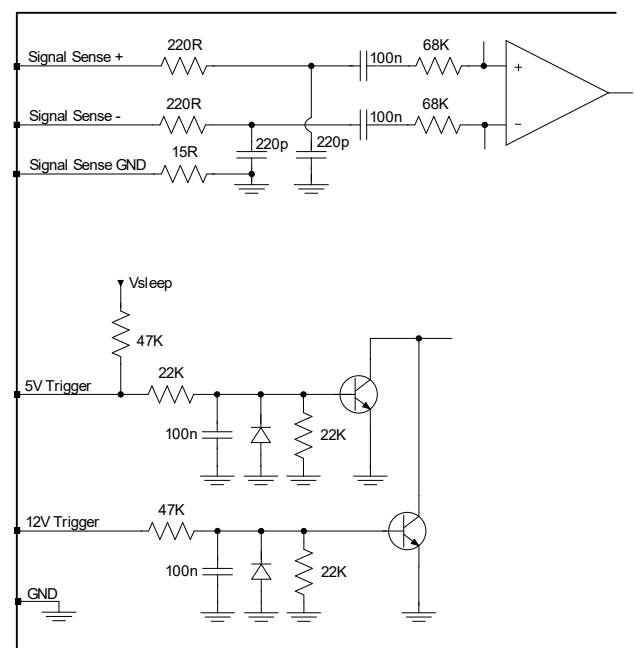 Signal Sense +
220R
100n
68K
+
Signal Sense -
220R
100n
68K
-
Signal Sense GND
15R
220p
220p
Vsleep
47K
5V Trigger
22K
100n
22K
12V Trigger
47K
100n
22K
GND